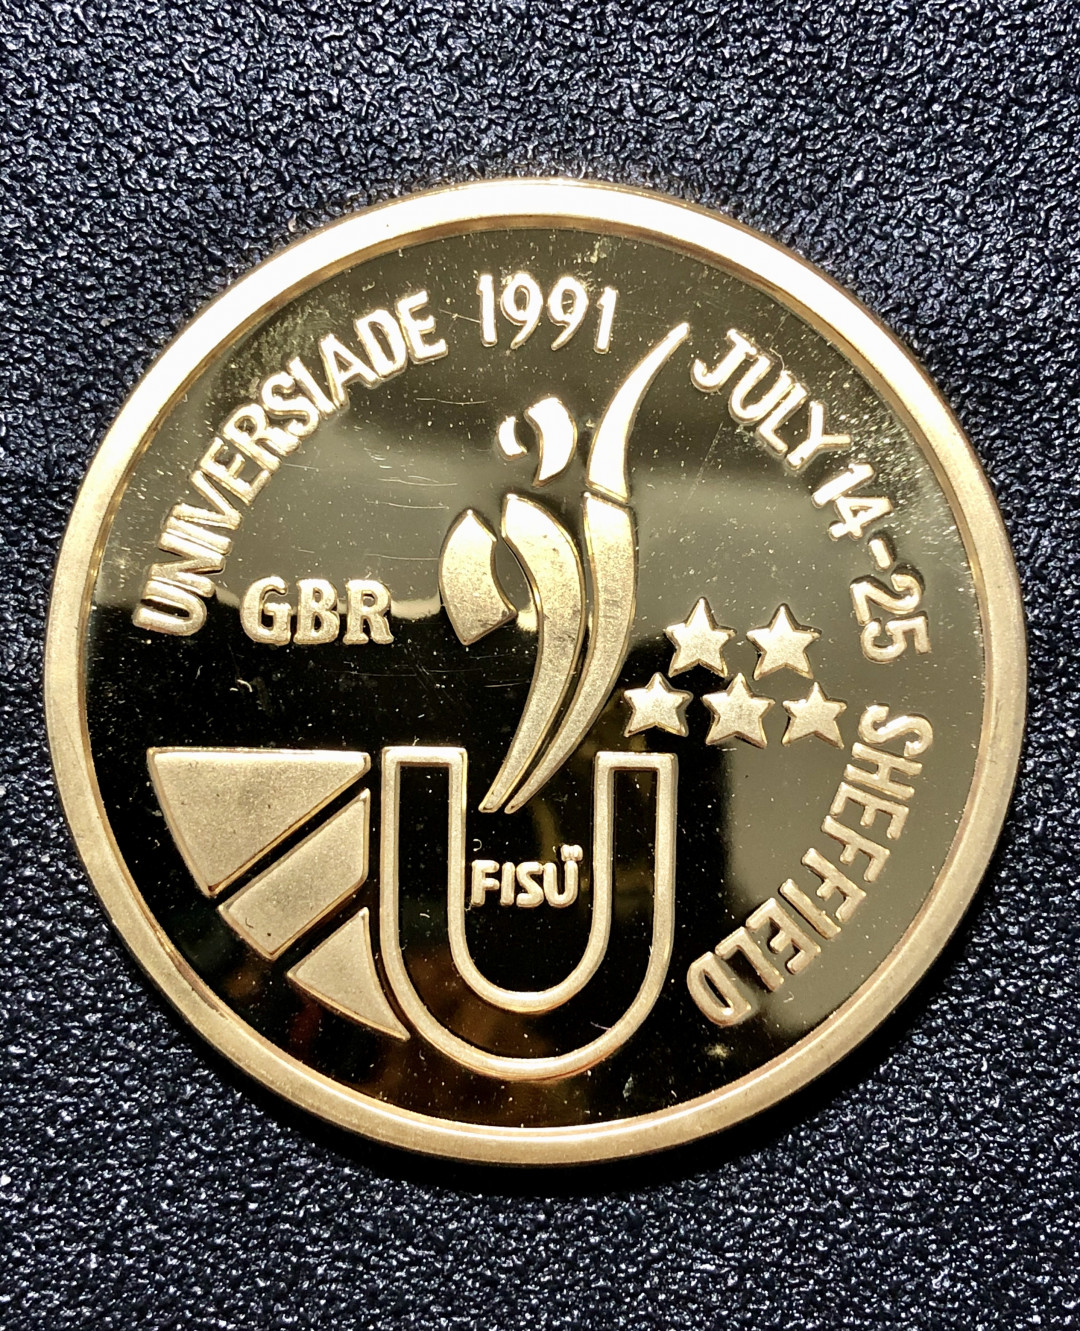 UNIVERSIADE 1991 JULY 14-25 SHEFFIELD
GBR
FISU